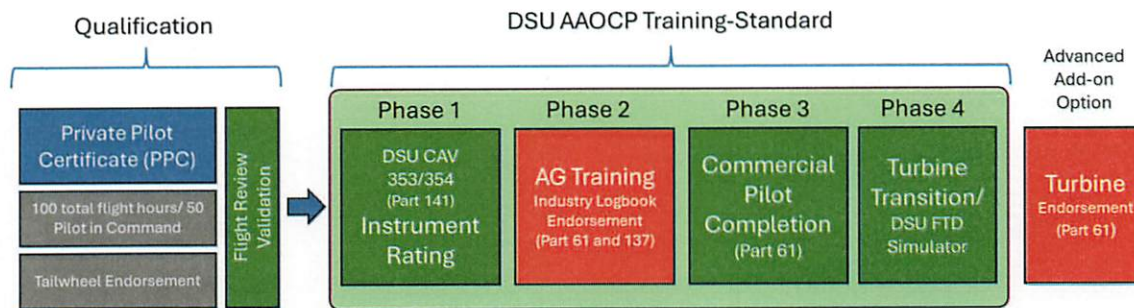 Qualification
DSU AAOCP Training-Standard
Advanced
Add-on
Option
Private Pilot
Certificate (PPC)
100 total flight hours/ 50
Pilot in Command
Tailwheel Endorsement
Flight Review
Validation
Phase 1
DSU CAV
353/354
(Part 141)
Instrument
Rating
Phase 2
AG Training
Industry Logbook
Endorsement
(Part 61 and 137)
Phase 3
Commercial
Pilot
Completion
(Part 61)
Phase 4
Turbine
Transition/
DSU FTD
Simulator
Turbine
Endorsement
(Part 61)